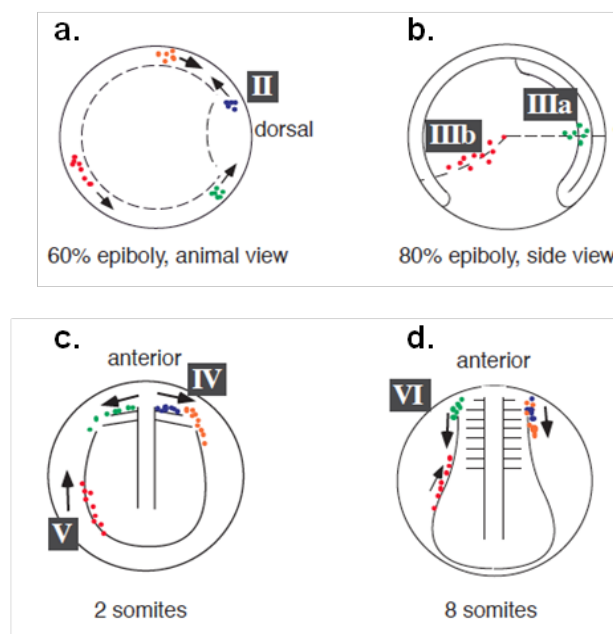 a.
II
dorsal
60% epiboly, animal view
b.
IIIa
IIIb
80% epiboly, side view
c.
anterior
IV
V
2 somites
d.
anterior
VI
8 somites